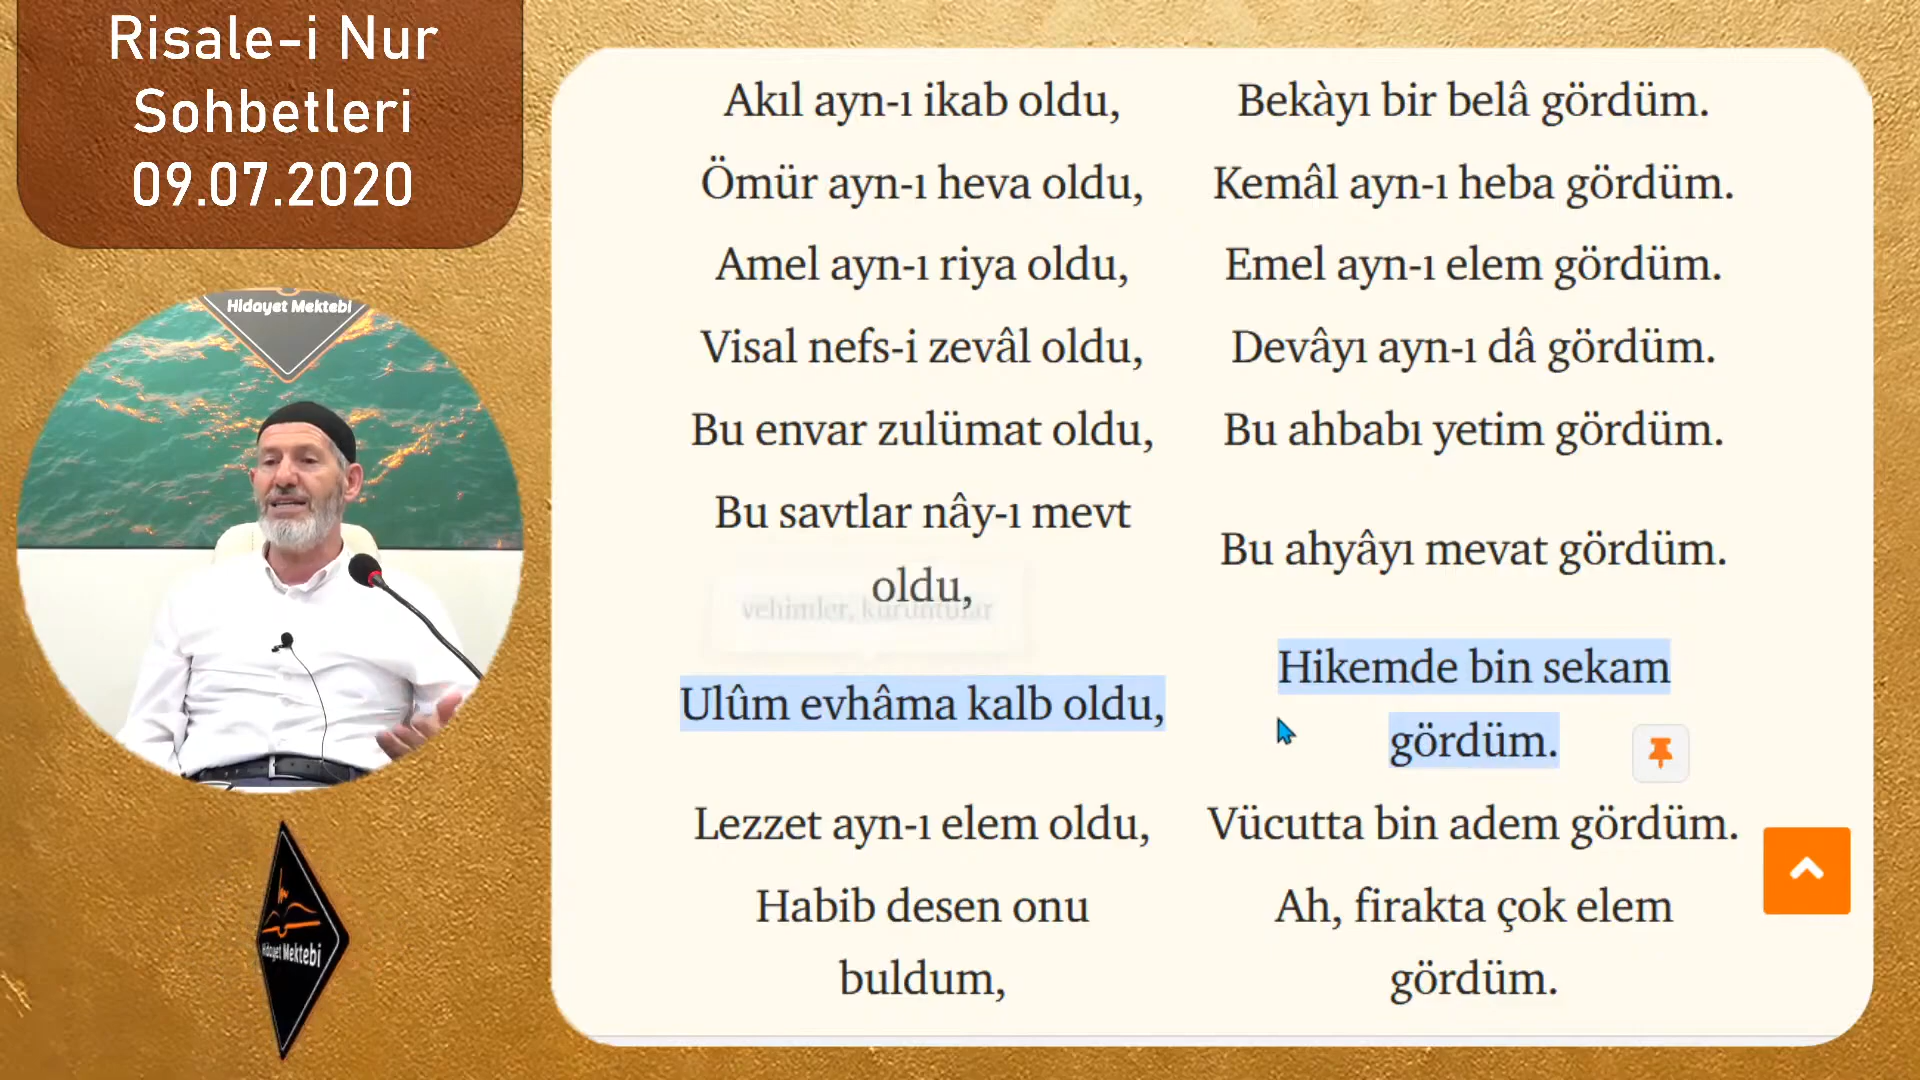 Risale-i Nur
Sohbetleri
09.07.2020
Hidayet Mektebi
Hidayet Mektebi
Akıl ayn-ı ikab oldu, Bekàyı bir belâ gördüm.
Ömür ayn-ı heva oldu, Kemâl ayn-ı heba gördüm.
Amel ayn-ı riya oldu, Emel ayn-ı elem gördüm.
Visal nefs-i zevâl oldu, Devâyı ayn-ı dâ gördüm.
Bu envar zulümat oldu, Bu ahbabı yetim gördüm.
Bu savtlar nây-ı mevt
oldu,
Bu ahyâyı mevat gördüm.
vehimler, kuruntular
Ulûm evhâma kalb oldu,
Hikemde bin sekam
gördüm.
Lezzet ayn-ı elem oldu, Vücutta bin adem gördüm.
Habib desen onu
buldum,
Ah, firakta çok elem
gördüm.